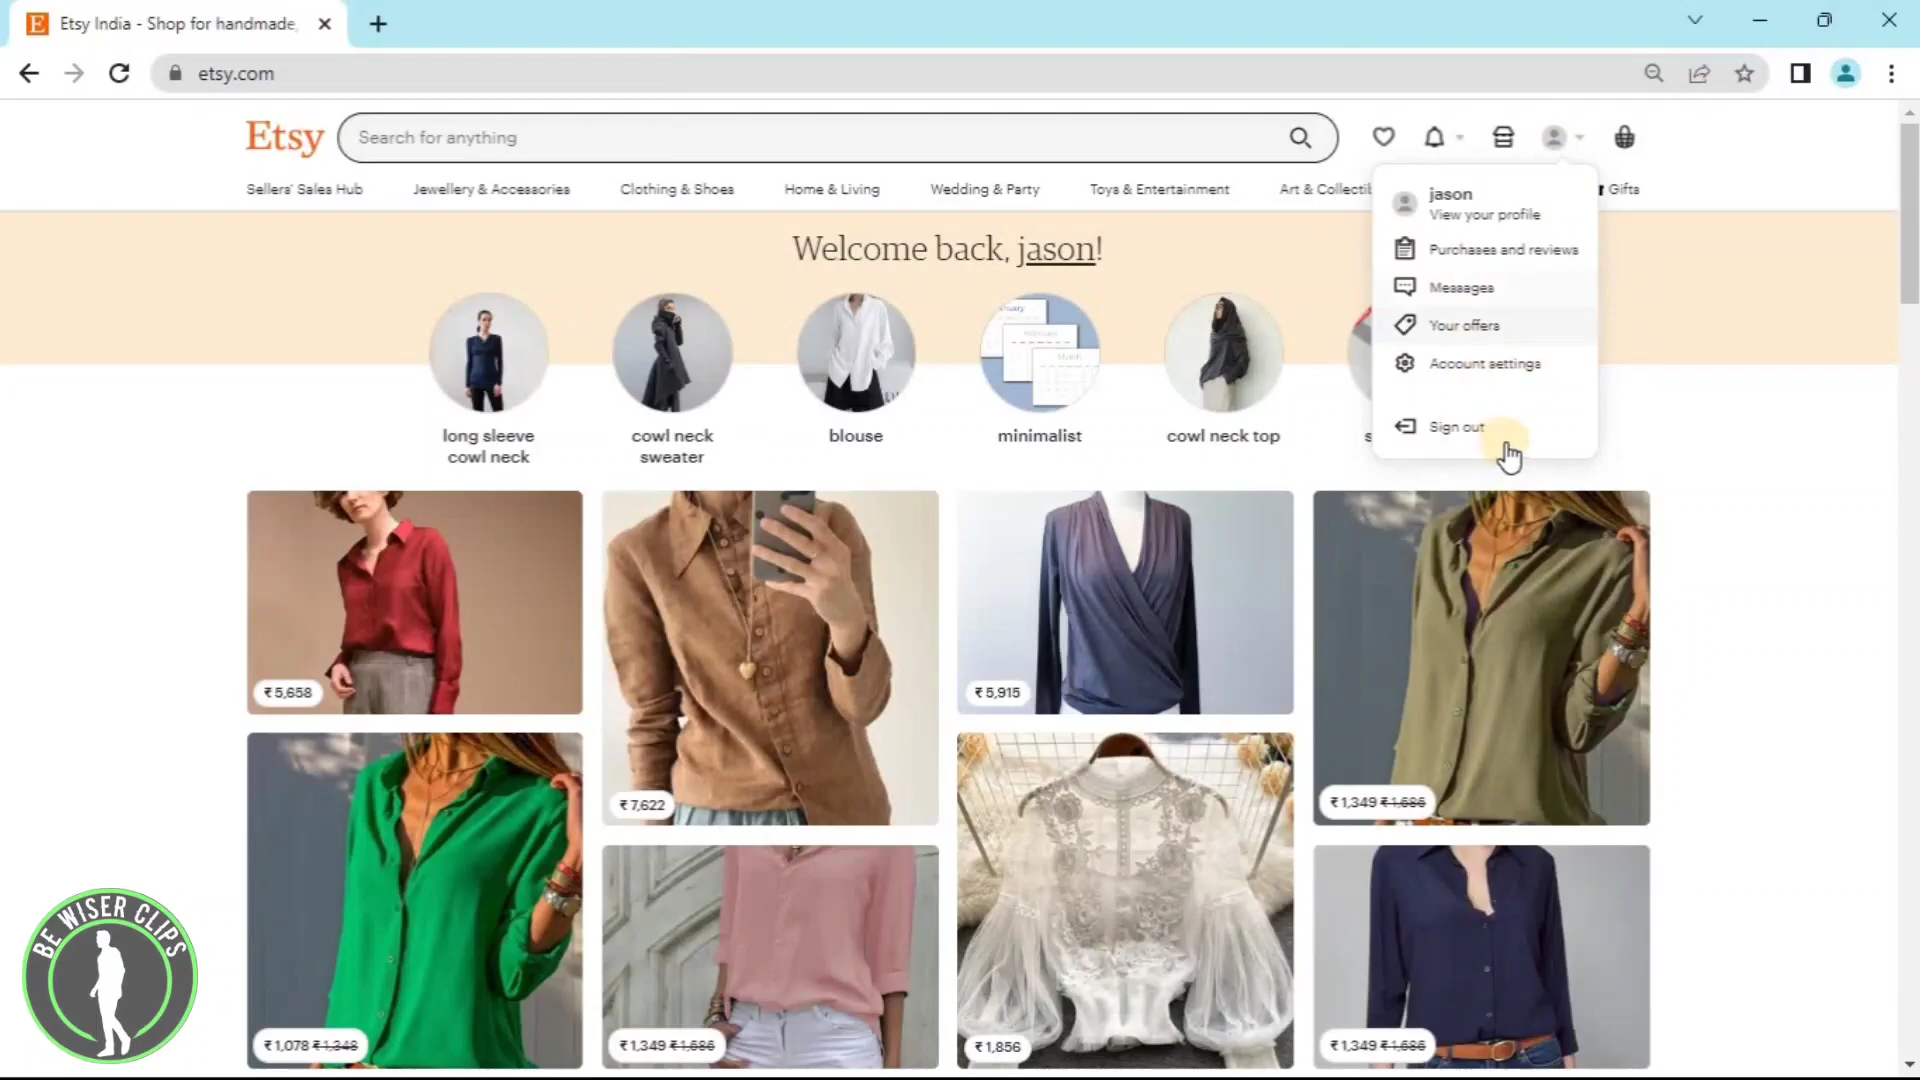 Etsy India - Shop for handmade,
etsy.com
Etsy
Search for anything
Sellers' Sales Hub
Jewellery & Accessories
Clothing & Shoes
Home & Living
Wedding & Party
Toys & Entertainment
Art & Collectib
Gifts
jason
View your profile
Purchases and reviews
Messages
Your offers
Account settings
Sign out
Welcome back, jason!
long sleeve
cowl neck
cowl neck
sweater
blouse
minimalist
cowl neck top
s
January
February
March
₹ 5,658
₹ 7,622
₹ 5,915
₹ 1,349 ₹ 1,686
₹ 1,078 ₹ 1,348
₹ 1,349 ₹ 1,686
₹ 1,856
₹ 1,349 ₹ 1,686
BE WISER CLIPS